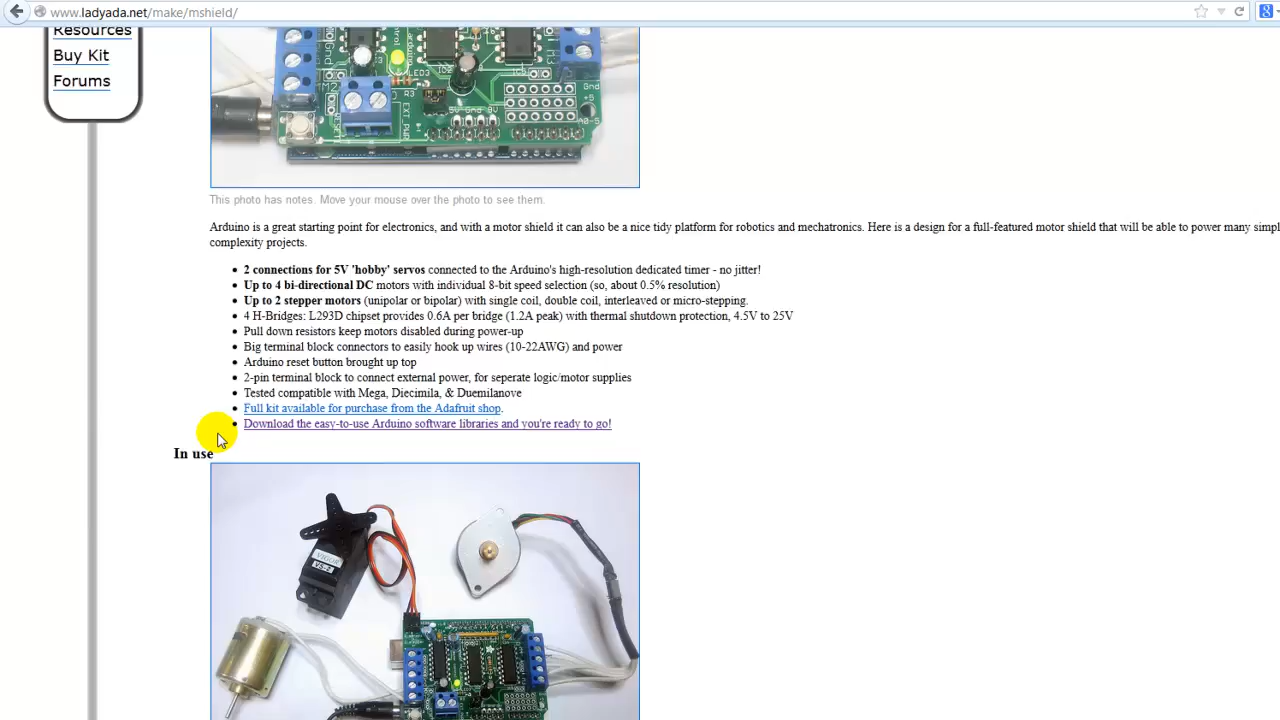 www.ladyada.net/make/mshield/
Resources
Buy Kit
Forums
This photo has notes. Move your mouse over the photo to see them.
Arduino is a great starting point for electronics, and with a motor shield it can also be a nice tidy platform for robotics and mechatronics. Here is a design for a full-featured motor shield that will be able to power many
complexity projects.
2 connections for 5V 'hobby' servos connected to the Arduino's high-resolution dedicated timer - no jitter!
Up to 4 bi-directional DC motors with individual 8-bit speed selection (so, about 0.5% resolution)
Up to 2 stepper motors (unipolar or bipolar) with single coil, double coil, interleaved or micro-stepping.
4 H-Bridges: L293D chipset provides 0.6A per bridge (1.2A peak) with thermal shutdown protection, 4.5V to 25V
Pull down resistors keep motors disabled during power-up
Big terminal block connectors to easily hook up wires (10-22AWG) and power
Arduino reset button brought up top
2-pin terminal block to connect external power, for seperate logic/motor supplies
Tested compatible with Mega, Diecimila, & Duemilanove
Full kit available for purchase from the Adafruit shop.
Download the easy-to-use Arduino software libraries and you're ready to go!
In use